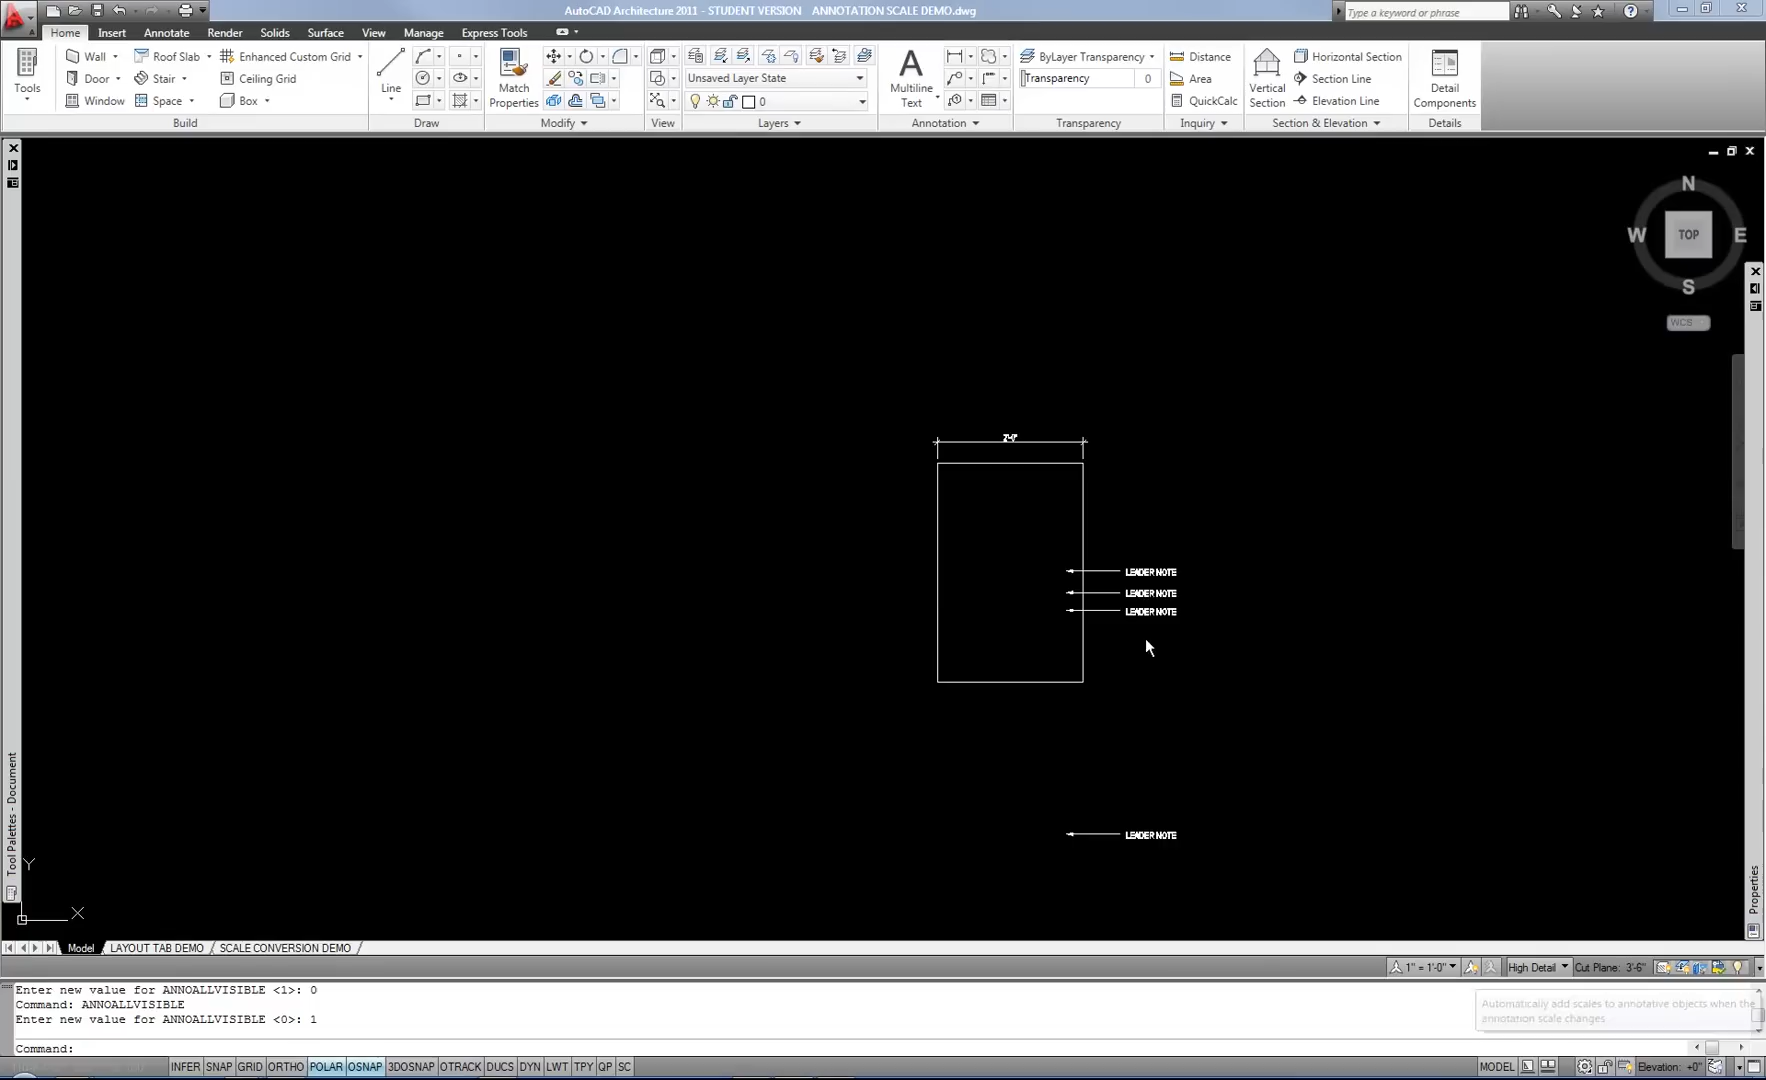 AutoCAD Architecture 2011 - STUDENT VERSION    ANNOTATION SCALE DEMO.dwg
Type a keyword or phrase
Home Insert Annotate Render Solids Surface View Manage Express Tools
Tools
Wall
Door
Window
Roof Slab
Stair
Space
Enhanced Custom Grid
Ceiling Grid
Box
Build
Line
Draw
Match Properties
Modify
View
Unsaved Layer State
0
Layers
Multiline Text
Annotation
ByLayer Transparency
Transparency 0
Transparency
Distance
Area
QuickCalc
Inquiry
Vertical Section
Horizontal Section
Section Line
Elevation Line
Section & Elevation
Detail Components
Details
N
W TOP E
S
WCS
LEADER NOTE
LEADER NOTE
LEADER NOTE
LEADER NOTE
Tool Palettes - Document
Properties
Y
X
Model LAYOUT TAB DEMO SCALE CONVERSION DEMO
1" = 1'-0" High Detail Cut Plane: 3'-6"
Enter new value for ANNOALLVISIBLE <1>: 0
Command: ANNOALLVISIBLE
Enter new value for ANNOALLVISIBLE <0>: 1
Command:
Automatically add scales to annotative objects when the
annotation scale changes
INFER SNAP GRID ORTHO POLAR OSNAP 3DOSNAP OTRACK DUCS DYN LWT TPY QP SC
MODEL Elevation: +0"